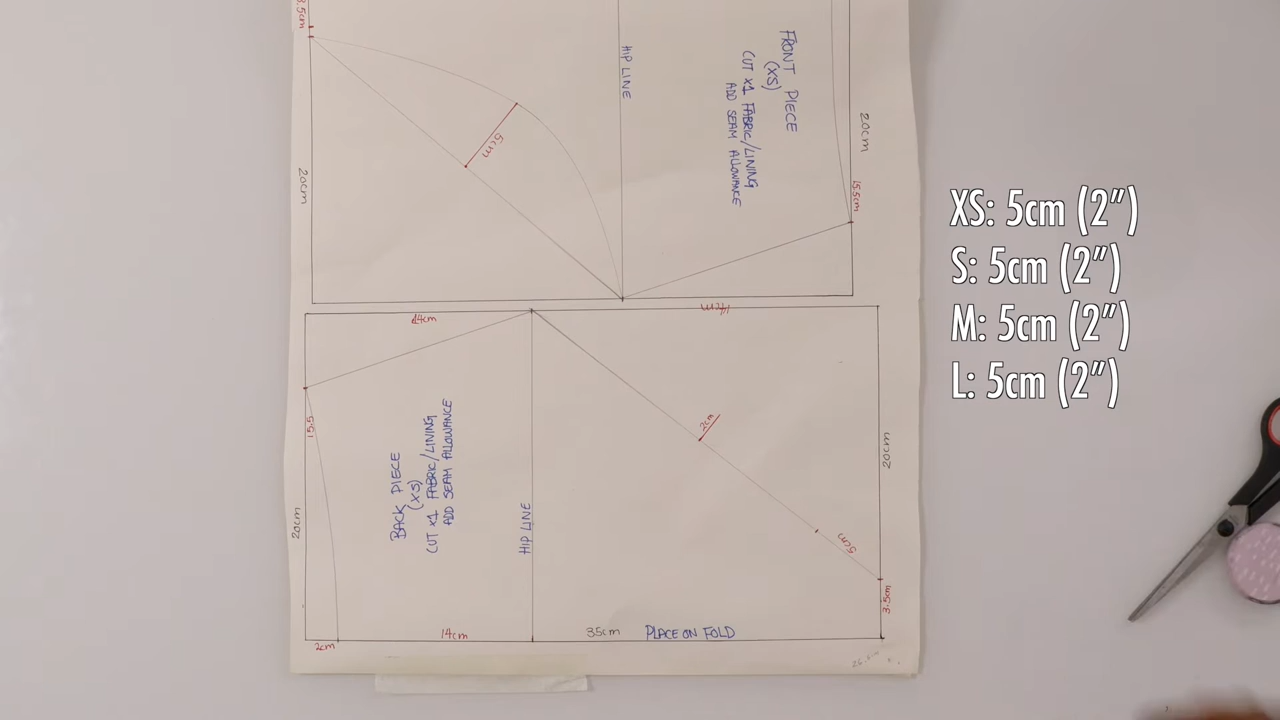 3.5cm
HIP LINE
FRONT PIECE
(XS)
CUT X1 FABRIC/LINING
ADD SEAM ALLOWANCE
20cm
15.5cm
5cm
20cm
14cm
14cm
15.5
BACK PIECE
(XS)
CUT X1 FABRIC/LINING
ADD SEAM ALLOWANCE
HIP LINE
20cm
2cm
5cm
20cm
3.5cm
2cm
14cm
35cm
PLACE ON FOLD
XS: 5cm (2”)
S: 5cm (2”)
M: 5cm (2”)
L: 5cm (2”)